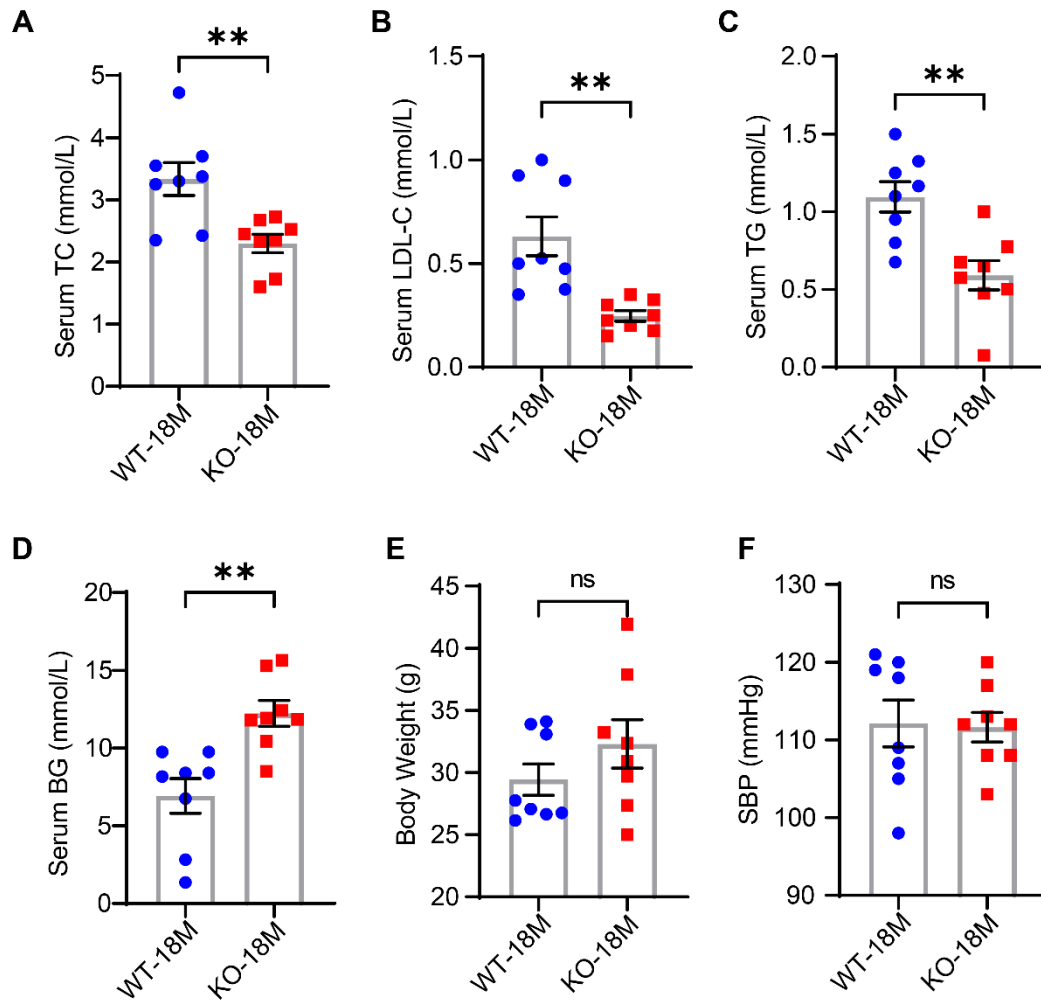 A
**
Serum TC (mmol/L)
5
4
3
2
1
0
WT-18M
KO-18M
B
**
Serum LDL-C (mmol/L)
1.5
1.0
0.5
0.0
WT-18M
KO-18M
C
**
Serum TG (mmol/L)
2.0
1.5
1.0
0.5
0.0
WT-18M
KO-18M
D
**
Serum BG (mmol/L)
20
15
10
5
0
WT-18M
KO-18M
E
ns
Body Weight (g)
45
40
35
30
25
20
WT-18M
KO-18M
F
ns
SBP (mmHg)
130
120
110
100
90
WT-18M
KO-18M